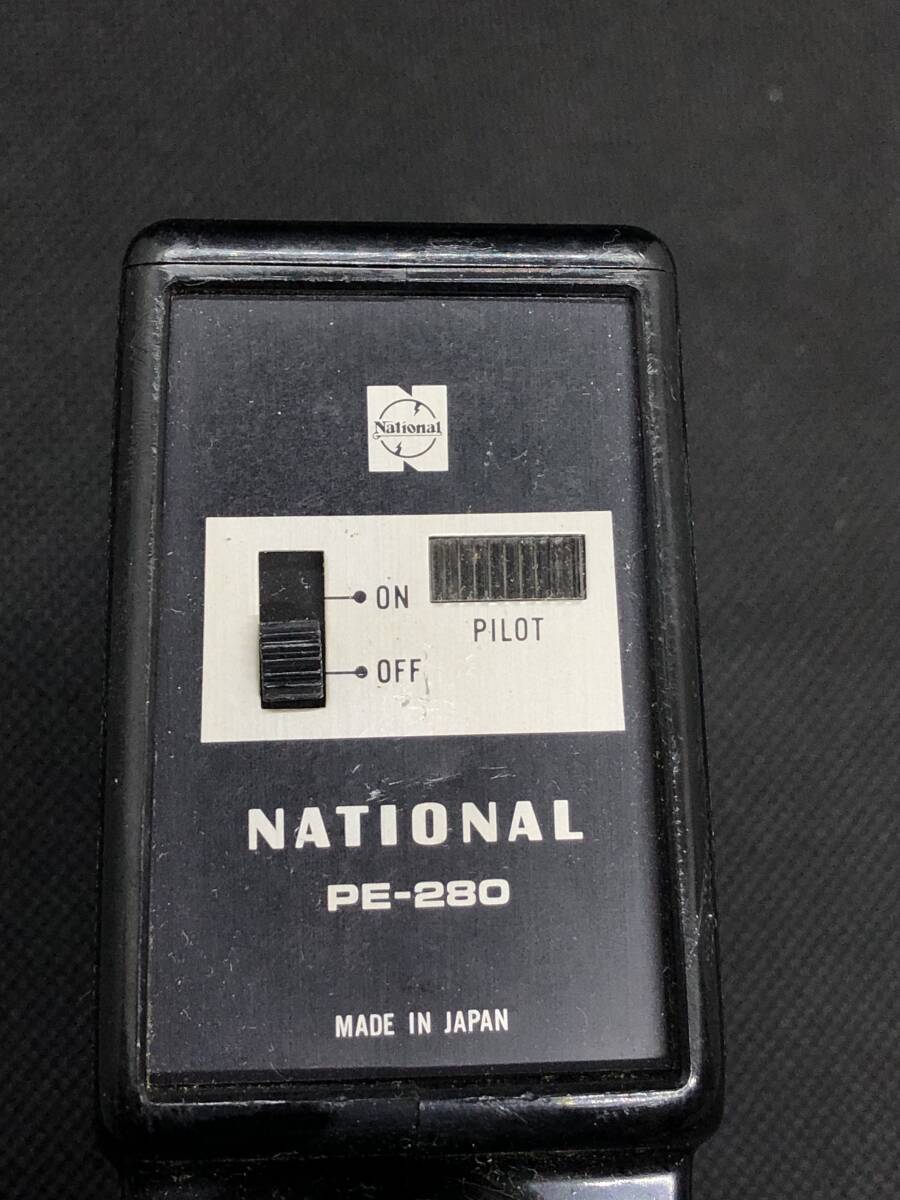 National
ON
PILOT
OFF
NATIONAL
PE-280
MADE IN JAPAN